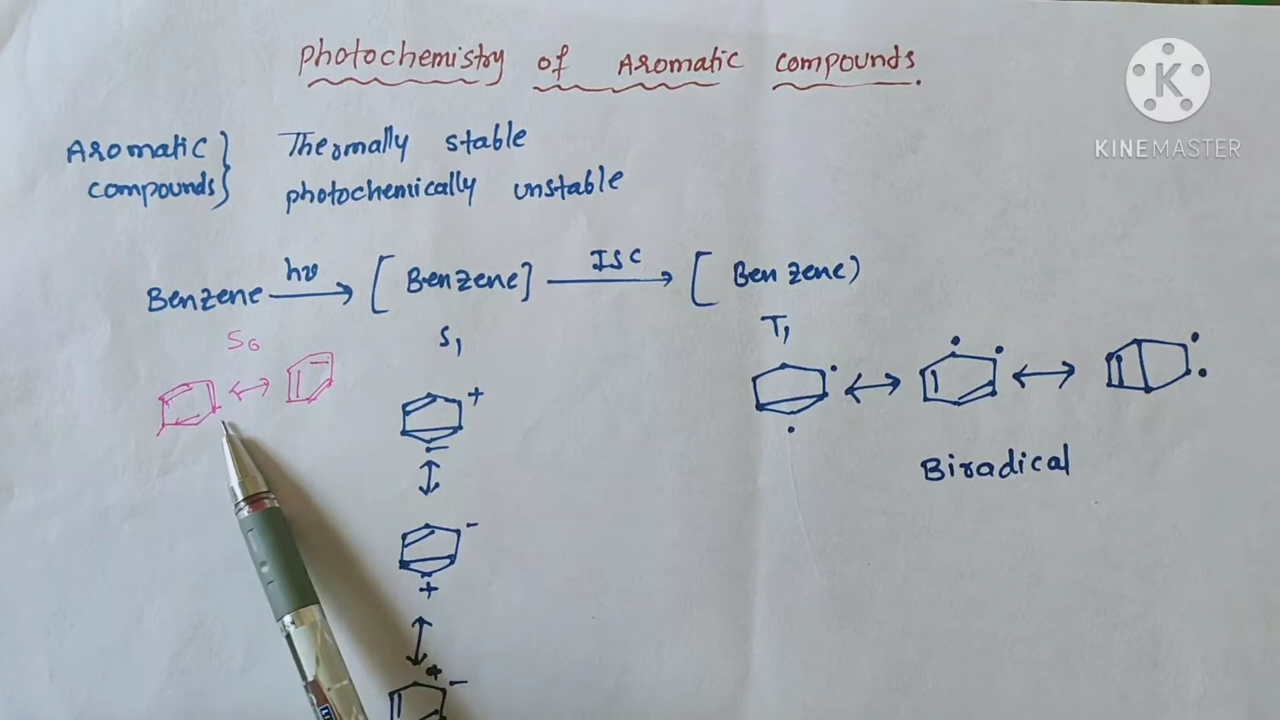 Photochemistry of Aromatic compounds.
K
KINEMASTER
Aromatic
compounds
Thermally stable
photochemically unstable
Benzene hν [ Benzene] ISC [ Benzene)
S0
S1
T1
+
−
−
+
+
−
Biradical